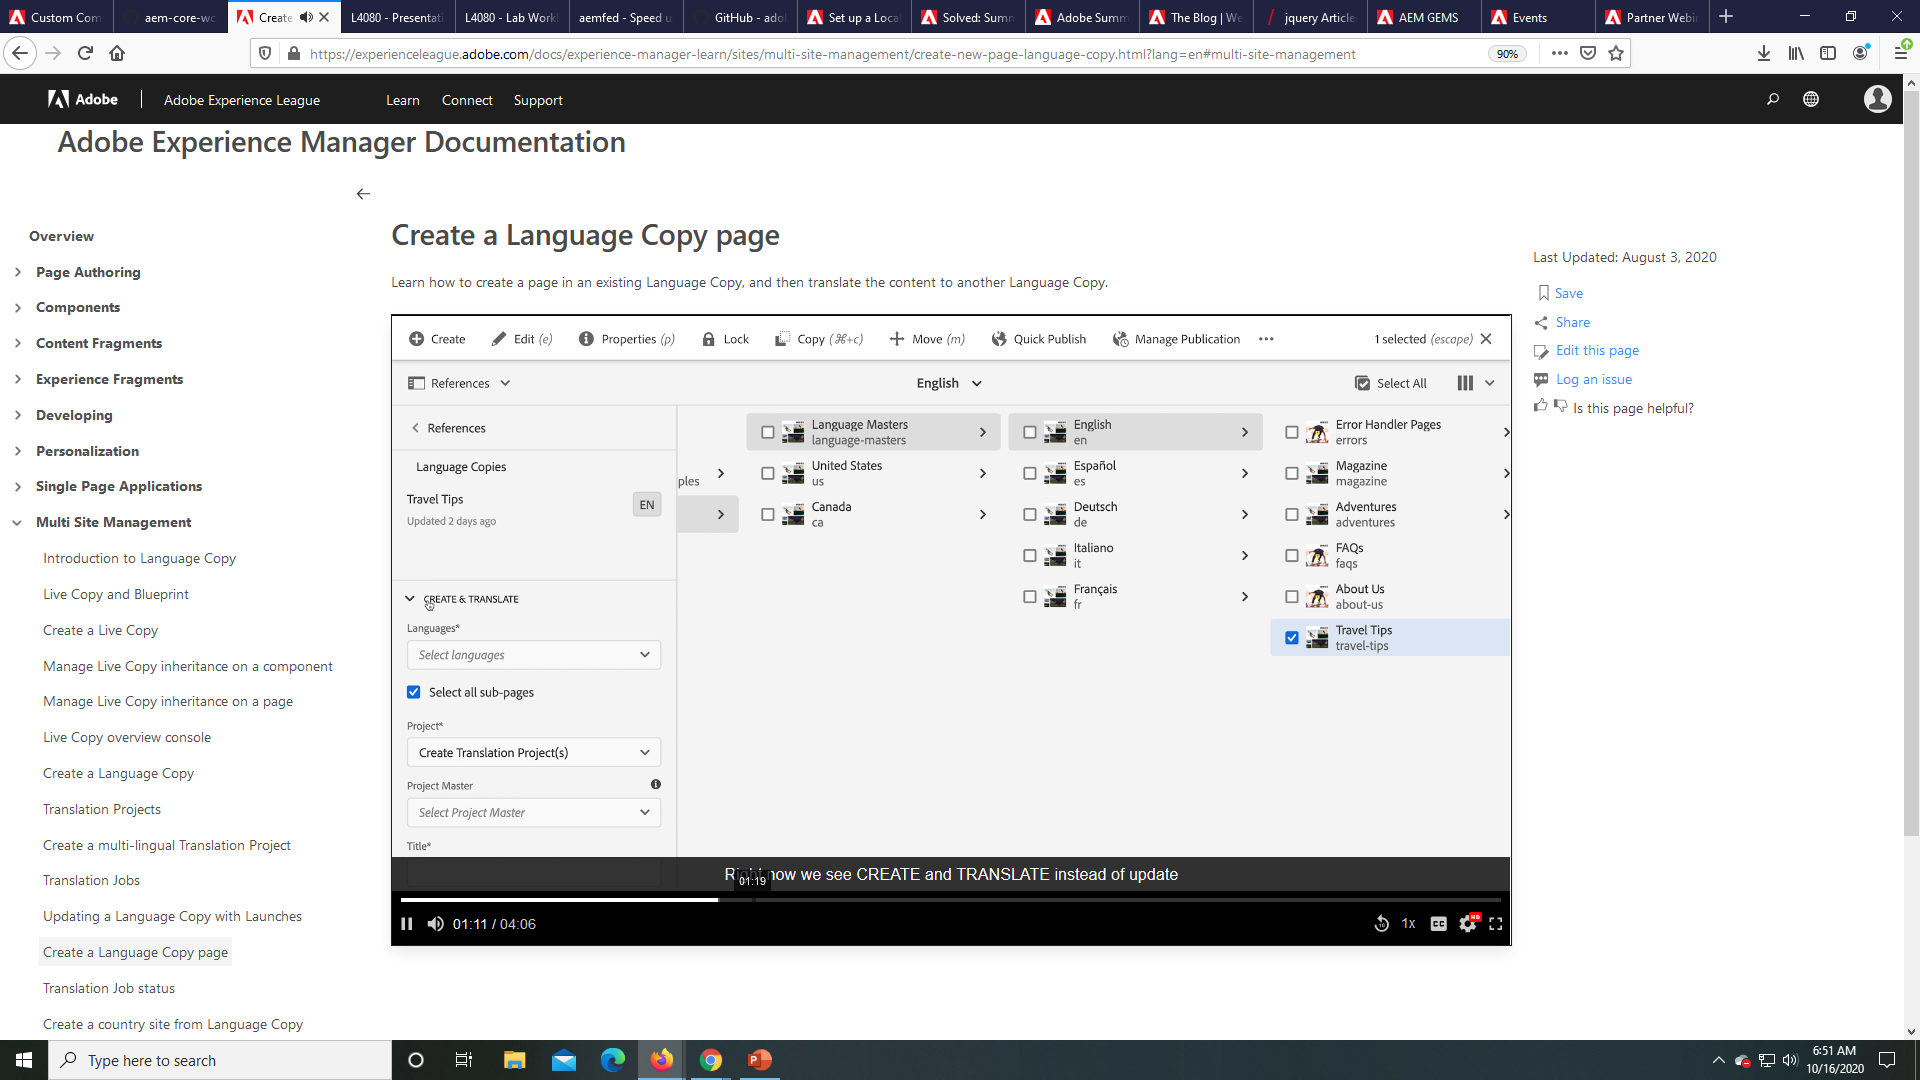 Custom Com
aem-core-wc
Create
L4080 - Presentati
L4080 - Lab Work
aemfed - Speed u
GitHub - ado
Set up a Loca
Solved: Summ
Adobe Summ
The Blog | We
jquery Article
AEM GEMS
Events
Partner Webin
https://experienceleague.adobe.com/docs/experience-manager-learn/sites/multi-site-management/create-new-page-language-copy.html?lang=en#multi-site-management
90%
Adobe
Adobe Experience League
Learn
Connect
Support
Adobe Experience Manager Documentation
Overview
Page Authoring
Components
Content Fragments
Experience Fragments
Developing
Personalization
Single Page Applications
Multi Site Management
Introduction to Language Copy
Live Copy and Blueprint
Create a Live Copy
Manage Live Copy inheritance on a component
Manage Live Copy inheritance on a page
Live Copy overview console
Create a Language Copy
Translation Projects
Create a multi-lingual Translation Project
Translation Jobs
Updating a Language Copy with Launches
Create a Language Copy page
Translation Job status
Create a country site from Language Copy
Create a Language Copy page
Learn how to create a page in an existing Language Copy, and then translate the content to another Language Copy.
Create
Edit (e)
Properties (p)
Lock
Copy (⌘+c)
Move (m)
Quick Publish
Manage Publication
1 selected (escape)
References
English
Select All
References
Language Copies
Travel Tips
EN
Updated 2 days ago
CREATE & TRANSLATE
Languages*
Select languages
Select all sub-pages
Project*
Create Translation Project(s)
Project Master
Select Project Master
Title*
ples
Language Masters
language-masters
United States
us
Canada
ca
English
en
Español
es
Deutsch
de
Italiano
it
Français
fr
Error Handler Pages
errors
Magazine
magazine
Adventures
adventures
FAQs
faqs
About Us
about-us
Travel Tips
travel-tips
Right now we see CREATE and TRANSLATE instead of update
01:19
01:11 / 04:06
10
1x
CC
HD
Last Updated: August 3, 2020
Save
Share
Edit this page
Log an issue
Is this page helpful?
Type here to search
6:51 AM
10/16/2020